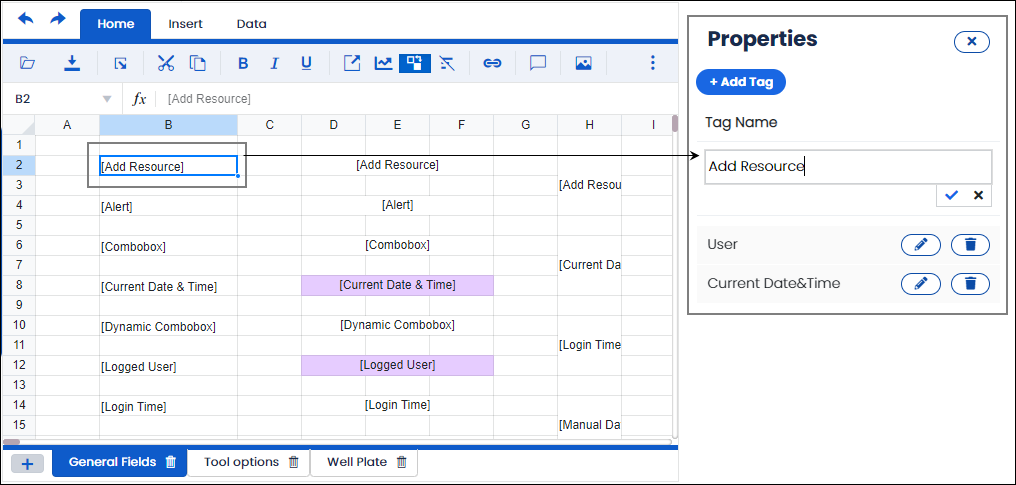 Home Insert Data
B I U
B2 fx [Add Resource]
A B C D E F G H I
1
2 [Add Resource] [Add Resource]
3 [Add Resou
4 [Alert] [Alert]
5
6 [Combobox] [Combobox]
7 [Current Da
8 [Current Date & Time] [Current Date & Time]
9
10 [Dynamic Combobox] [Dynamic Combobox]
11 [Login Time
12 [Logged User] [Logged User]
13
14 [Login Time] [Login Time]
15 [Manual Da
+ General Fields Tool options Well Plate
Properties
+ Add Tag
Tag Name
Add Resource
User
Current Date&Time